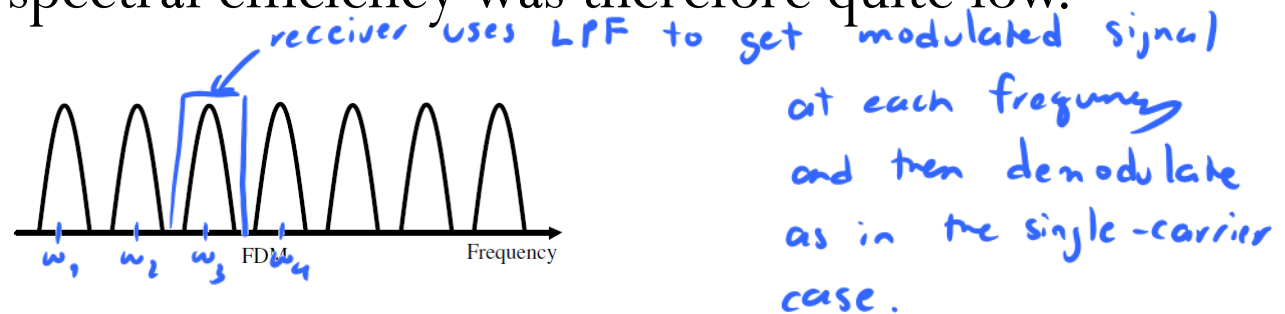 spectral efficiency was therefore quite low.
receiver uses LPF to get modulated signal
at each frequency
and then demodulate
as in the single-carrier
case.
ω1 ω2 ω3 FDM ω4 Frequency